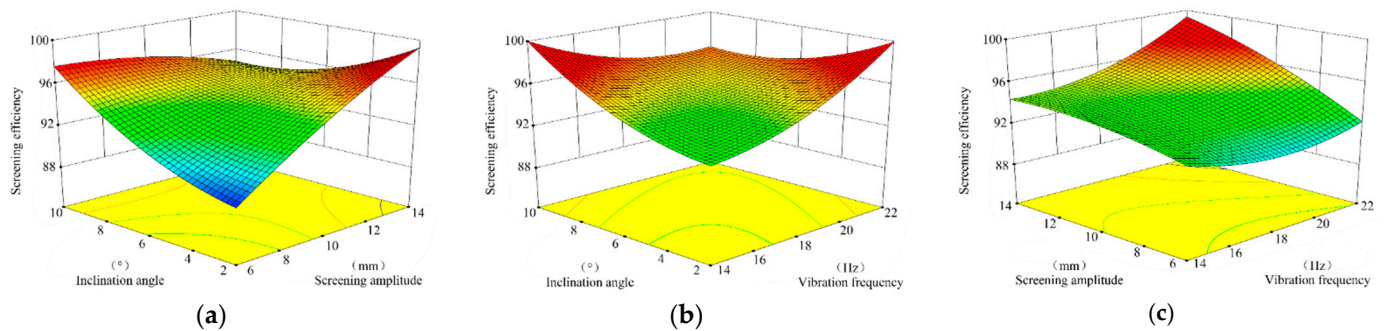 100
96
92
88
Screening efficiency
10
8
6
4
2
(°)
Inclination angle
6
8
10
12
14
(mm)
Screening amplitude
(a)
100
96
92
88
Screening efficiency
10
8
6
4
2
(°)
Inclination angle
14
16
18
20
22
(Hz)
Vibration frequency
(b)
100
96
92
88
Screening efficiency
14
12
10
8
6
(mm)
Screening amplitude
14
16
18
20
22
(Hz)
Vibration frequency
(c)